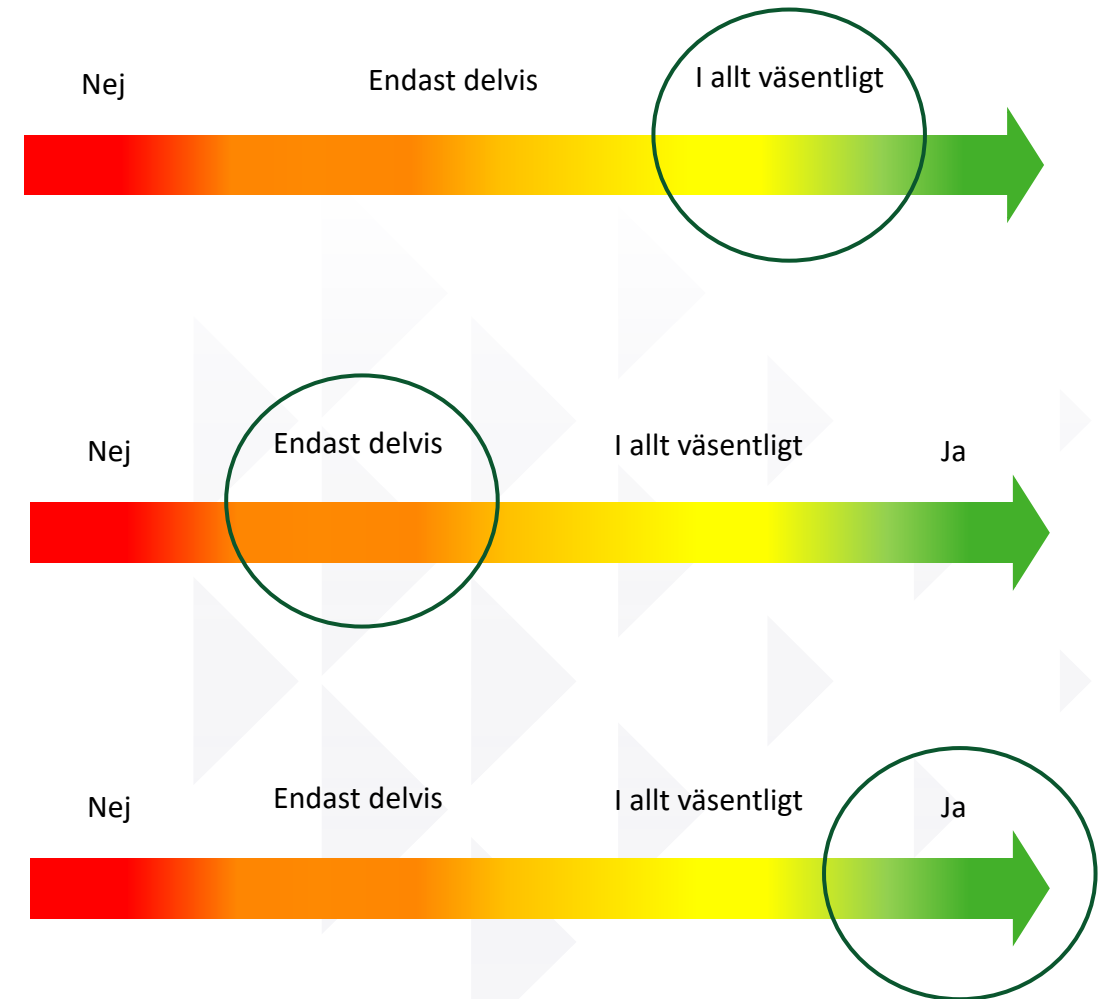 Nej
Endast delvis
I allt väsentligt
Nej
Endast delvis
I allt väsentligt
Ja
Nej
Endast delvis
I allt väsentligt
Ja